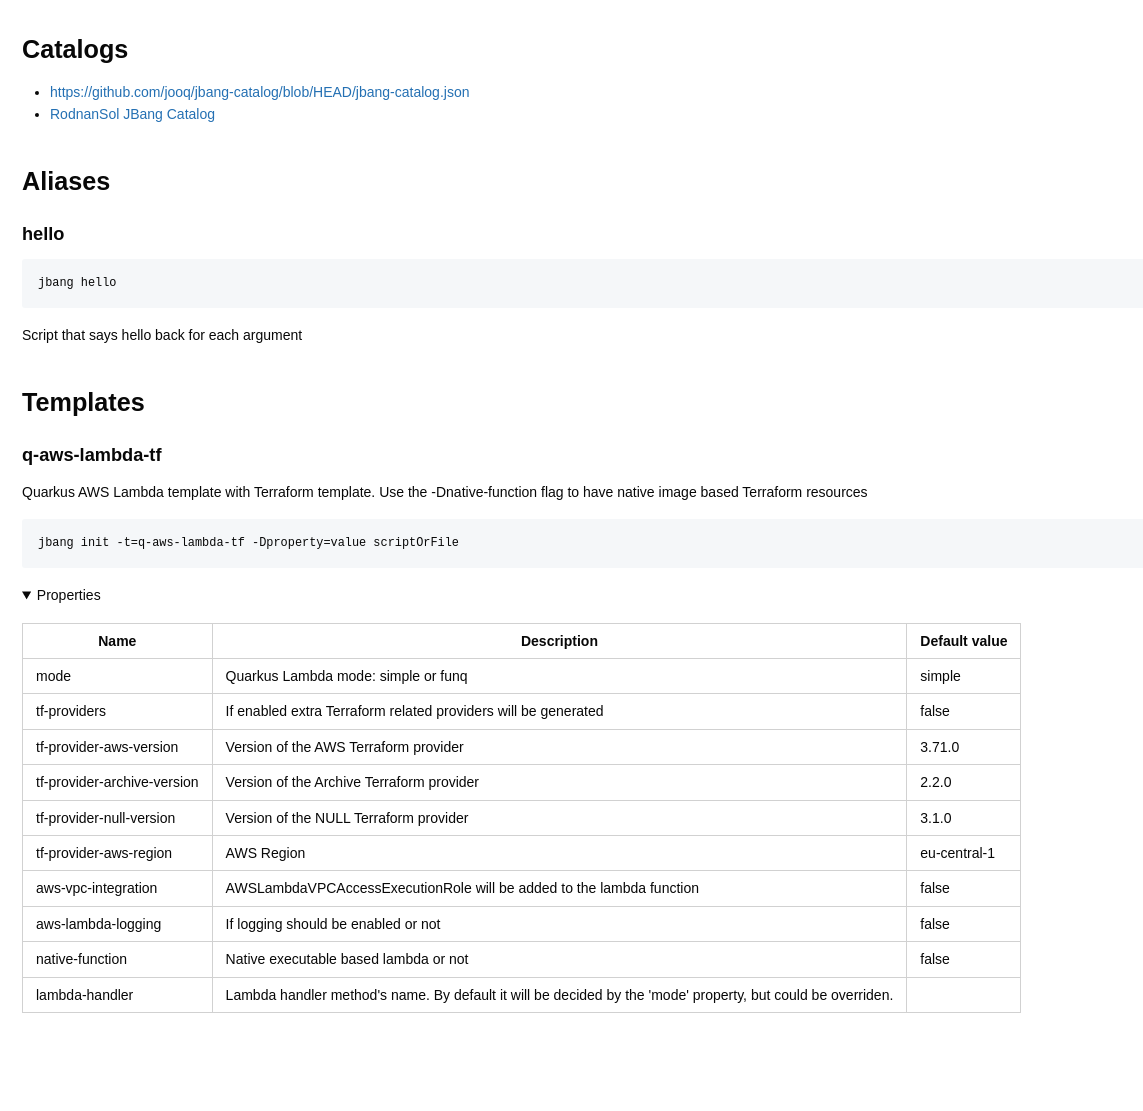 Catalogs
https://github.com/jooq/jbang-catalog/blob/HEAD/jbang-catalog.json
RodnanSol JBang Catalog
Aliases
hello
jbang hello
Script that says hello back for each argument
Templates
q-aws-lambda-tf
Quarkus AWS Lambda template with Terraform template. Use the -Dnative-function flag to have native image based Terraform resources
jbang init -t=q-aws-lambda-tf -Dproperty=value scriptOrFile
▼ Properties
Name Description Default value
mode Quarkus Lambda mode: simple or funq simple
tf-providers If enabled extra Terraform related providers will be generated false
tf-provider-aws-version Version of the AWS Terraform provider 3.71.0
tf-provider-archive-version Version of the Archive Terraform provider 2.2.0
tf-provider-null-version Version of the NULL Terraform provider 3.1.0
tf-provider-aws-region AWS Region eu-central-1
aws-vpc-integration AWSLambdaVPCAccessExecutionRole will be added to the lambda function false
aws-lambda-logging If logging should be enabled or not false
native-function Native executable based lambda or not false
lambda-handler Lambda handler method's name. By default it will be decided by the 'mode' property, but could be overriden.